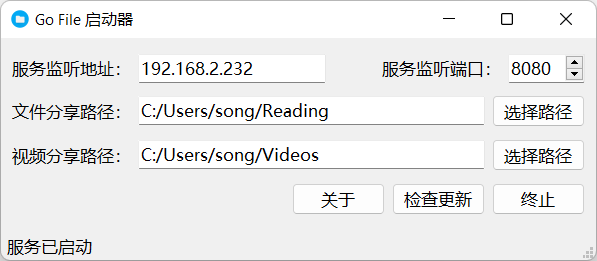 Go File 启动器
服务监听地址： 192.168.2.232 服务监听端口： 8080
文件分享路径： C:/Users/song/Reading 选择路径
视频分享路径： C:/Users/song/Videos 选择路径
关于 检查更新 终止
服务已启动